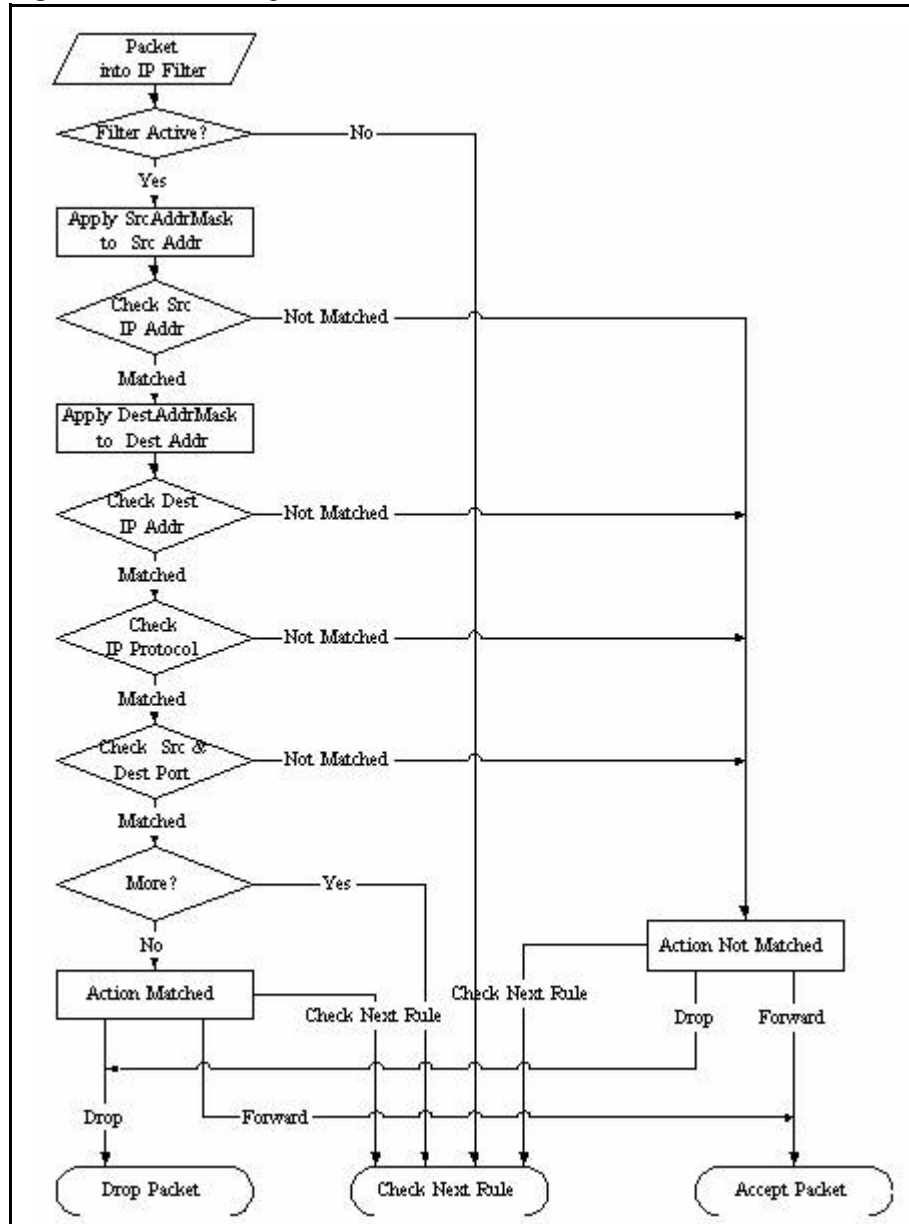 Packet
into IP Filter
Filter Active?
No
Yes
Apply SrcAddrMask
to Src Addr
Check Src
IP Addr
Not Matched
Matched
Apply DestAddrMask
to Dest Addr
Check Dest
IP Addr
Not Matched
Matched
Check
IP Protocol
Not Matched
Matched
Check Src &
Dest Port
Not Matched
Matched
More?
Yes
No
Action Not Matched
Action Matched
Check Next Rule
Check Next Rule
Drop
Forward
Drop
Forward
Drop Packet
Check Next Rule
Accept Packet